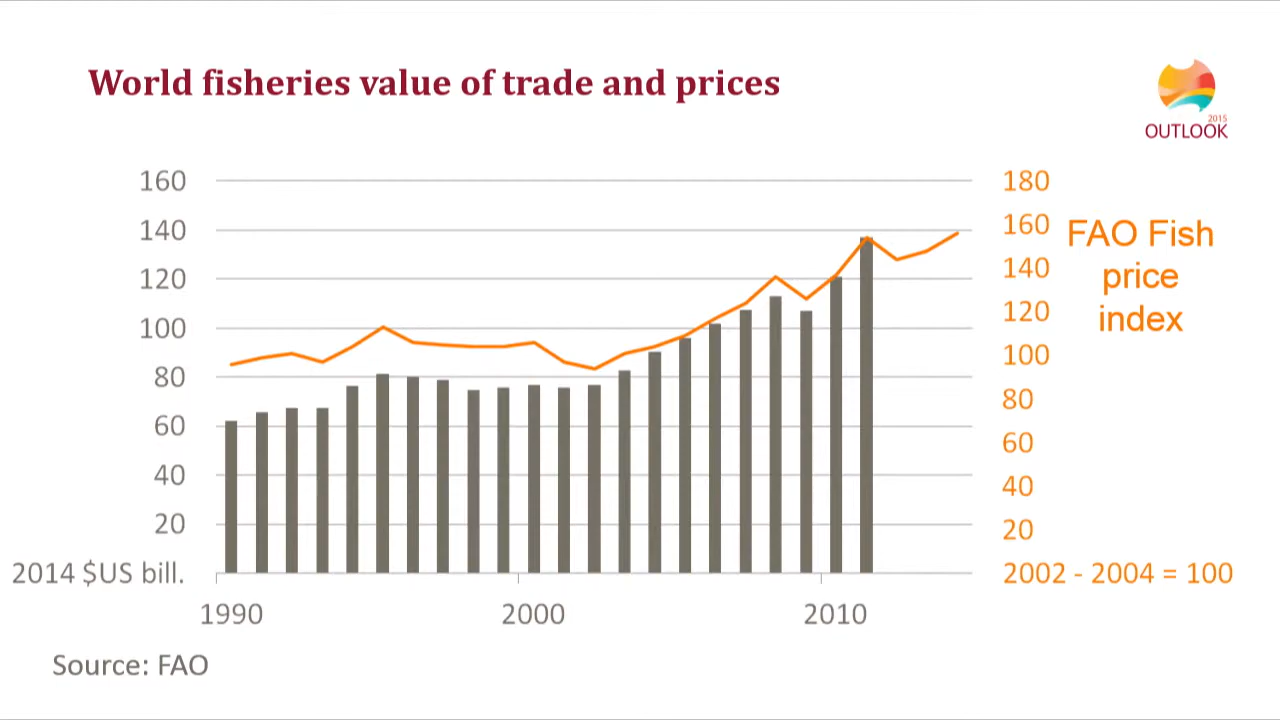 World fisheries value of trade and prices
2015
OUTLOOK
160
140
120
100
80
60
40
20
2014 $US bill.
180
160
140
120
100
80
60
40
20
2002 - 2004 = 100
FAO Fish
price
index
1990
2000
2010
Source: FAO